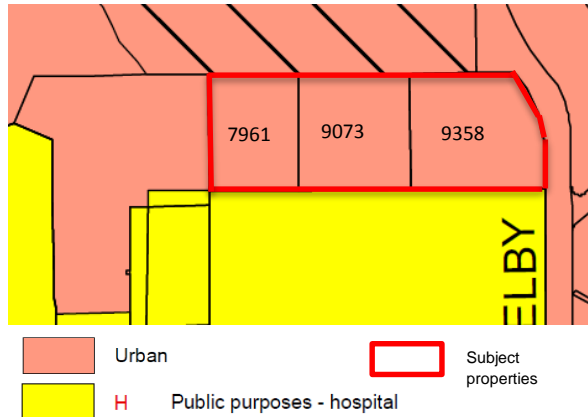 7961 9073 9358
ELBY
Urban
Subject
properties
H Public purposes - hospital